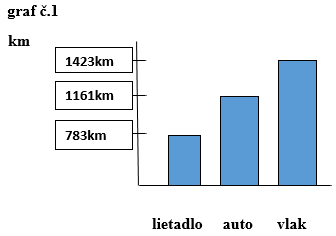 graf č.1
km
1423km
1161km
783km
lietadlo auto vlak